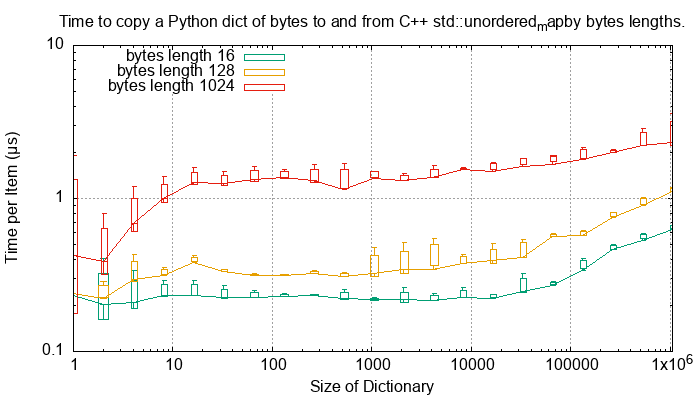 Time to copy a Python dict of bytes to and from C++ std::unordered_mapby bytes lengths.
10
bytes length 16
bytes length 128
bytes length 1024
Time per Item (µs)
1
0.1
1 10 100 1000 10000 100000 1x10⁶
Size of Dictionary